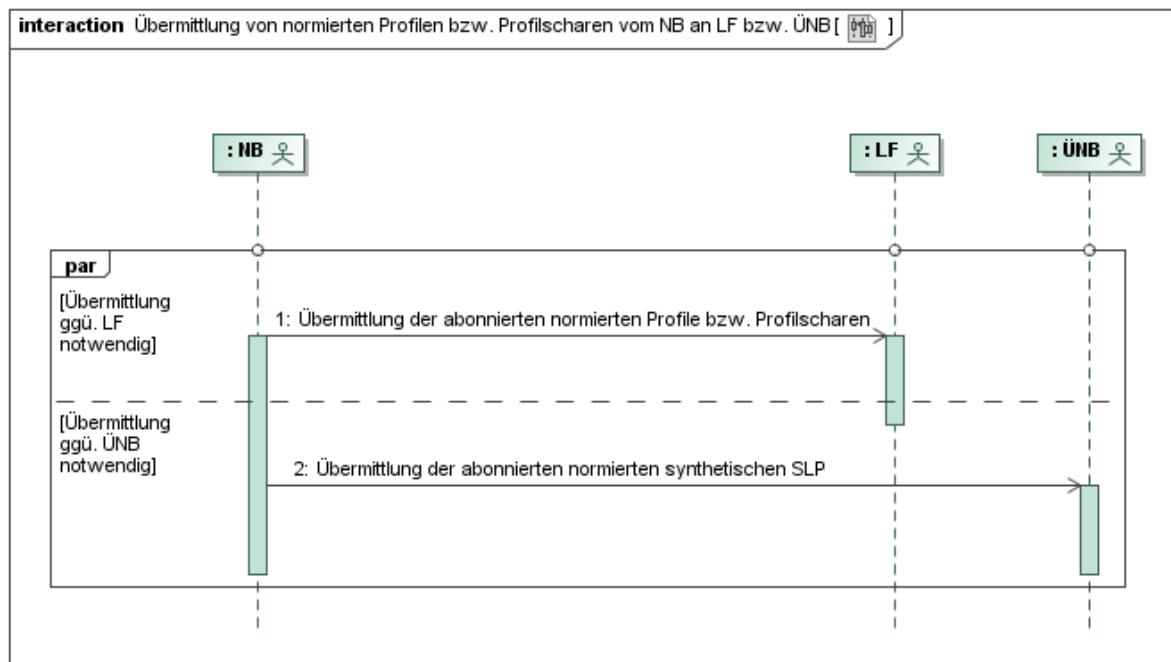 interaction Übermittlung von normierten Profilen bzw. Profilscharen vom NB an LF bzw. ÜNB [ ]
: NB
: LF
: ÜNB
par
[Übermittlung
ggü. LF
notwendig]
1: Übermittlung der abonnierten normierten Profile bzw. Profilscharen
[Übermittlung
ggü. ÜNB
notwendig]
2: Übermittlung der abonnierten normierten synthetischen SLP